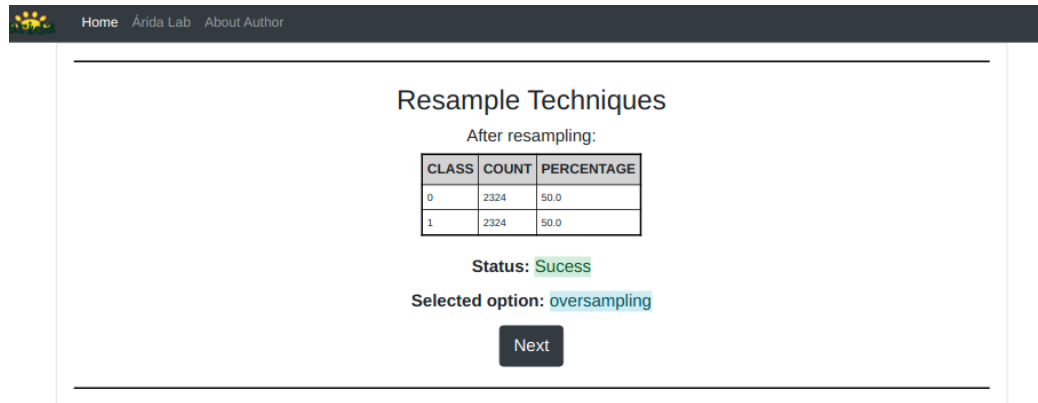 Home Árida Lab About Author
Resample Techniques
After resampling:
CLASS COUNT PERCENTAGE
0 2324 50.0
1 2324 50.0
Status: Sucess
Selected option: oversampling
Next